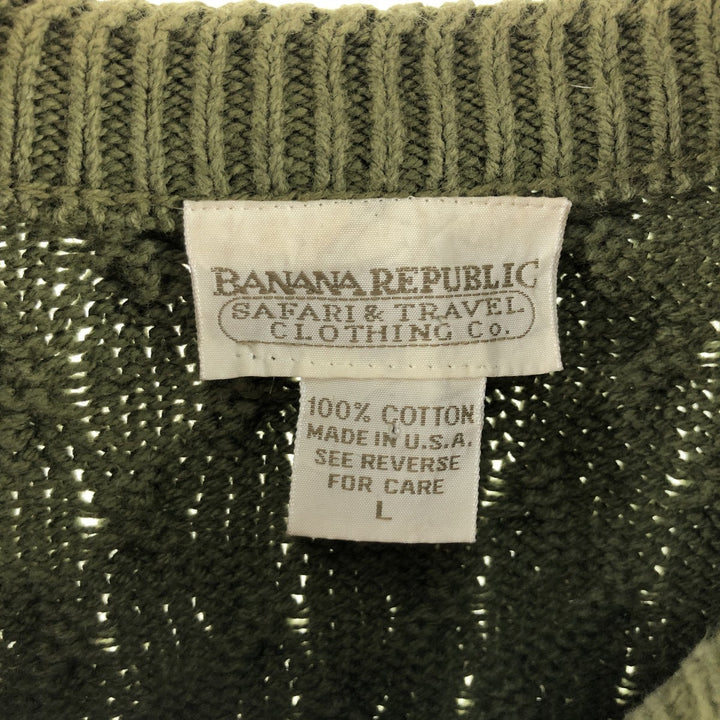 BANANA REPUBLIC
SAFARI & TRAVEL
CLOTHING Co.
100% COTTON
MADE IN U.S.A.
SEE REVERSE
FOR CARE
L